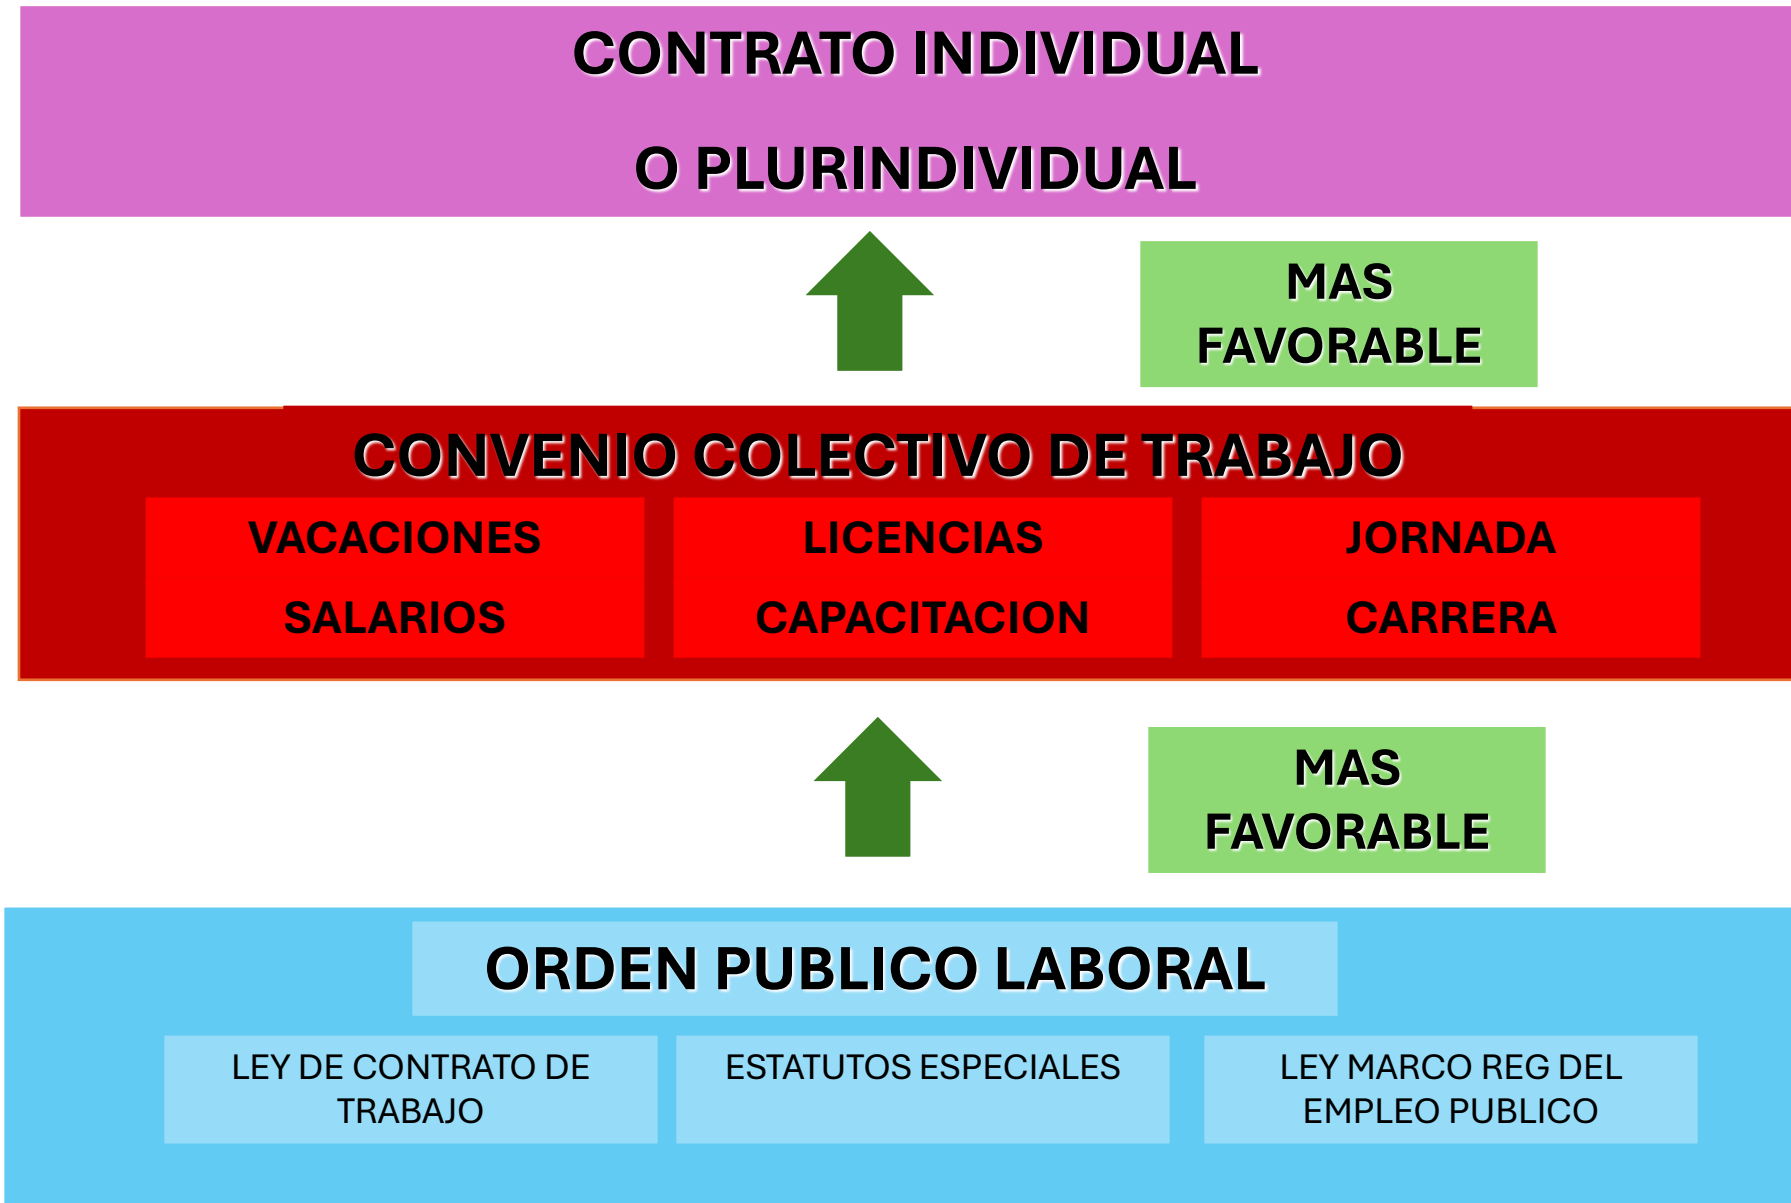 CONTRATO INDIVIDUAL
O PLURINDIVIDUAL
MAS
FAVORABLE
CONVENIO COLECTIVO DE TRABAJO
VACACIONES
SALARIOS
LICENCIAS
CAPACITACION
JORNADA
CARRERA
MAS
FAVORABLE
ORDEN PUBLICO LABORAL
LEY DE CONTRATO DE
TRABAJO
ESTATUTOS ESPECIALES
LEY MARCO REG DEL
EMPLEO PUBLICO